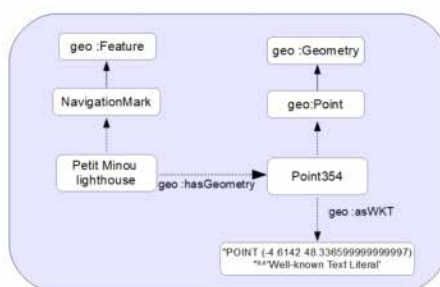 geo :Feature
geo :Geometry
NavigationMark
geo:Point
Petit Minou
lighthouse
geo :hasGeometry
Point354
geo :asWKT
"POINT (-4.6142 48.336599999999997)
"^^'Well-known Text Literal'